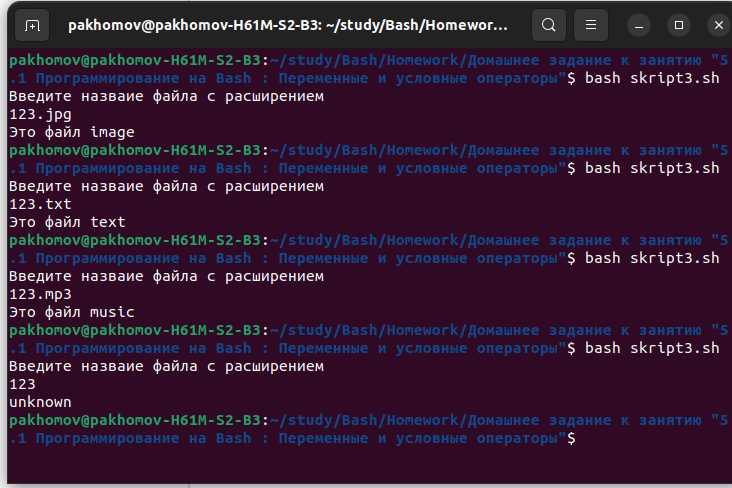 pakhomov@pakhomov-H61M-S2-B3: ~/study/Bash/Homewor...
pakhomov@pakhomov-H61M-S2-B3:~/study/Bash/Homework/Домашнее задание к занятию "5
.1 Программирование на Bash : Переменные и условные операторы"$ bash skript3.sh
Введите назваие файла с расширением
123.jpg
Это файл image
pakhomov@pakhomov-H61M-S2-B3:~/study/Bash/Homework/Домашнее задание к занятию "5
.1 Программирование на Bash : Переменные и условные операторы"$ bash skript3.sh
Введите назваие файла с расширением
123.txt
Это файл text
pakhomov@pakhomov-H61M-S2-B3:~/study/Bash/Homework/Домашнее задание к занятию "5
.1 Программирование на Bash : Переменные и условные операторы"$ bash skript3.sh
Введите назваие файла с расширением
123.mp3
Это файл music
pakhomov@pakhomov-H61M-S2-B3:~/study/Bash/Homework/Домашнее задание к занятию "5
.1 Программирование на Bash : Переменные и условные операторы"$ bash skript3.sh
Введите назваие файла с расширением
123
unknown
pakhomov@pakhomov-H61M-S2-B3:~/study/Bash/Homework/Домашнее задание к занятию "5
.1 Программирование на Bash : Переменные и условные операторы"$